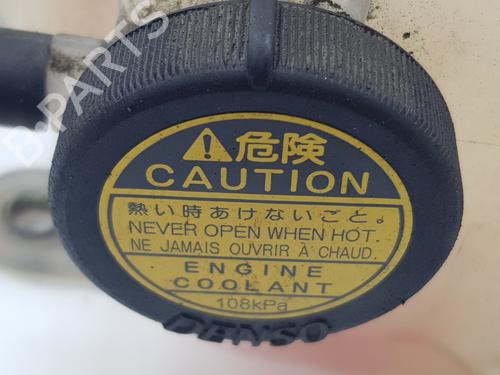 危険
CAUTION
熱い時あけないこと。
NEVER OPEN WHEN HOT.
NE JAMAIS OUVRIR À CHAUD.
ENGINE
COOLANT
108kPa
DENSO
B-PARTS